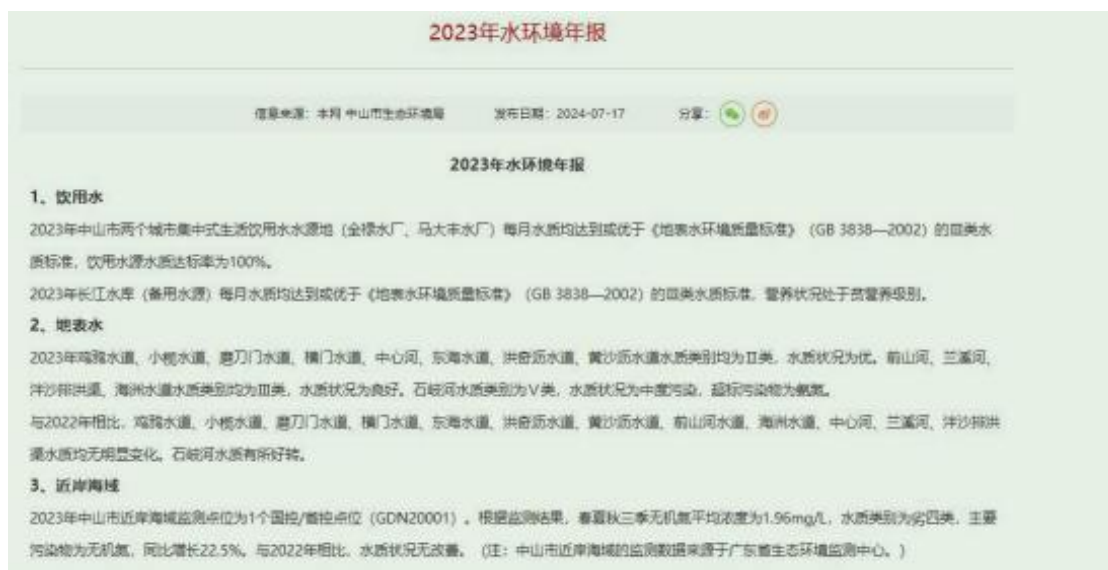 2023年水环境年报
信息来源：本网 中山市生态环境局 发布日期：2024-07-17 分享：
2023年水环境年报
1、饮用水
2023年中山市两个城市集中式生活饮用水水源地（全禄水厂、马大丰水厂）每月水质均达到或优于《地表水环境质量标准》（GB 3838—2002）的Ⅲ类水
质标准，饮用水源水质达标率为100%。
2023年长江水库（备用水源）每月水质均达到或优于《地表水环境质量标准》（GB 3838—2002）的Ⅲ类水质标准，营养状况处于贫营养级别。
2、地表水
2023年鸡鸦水道、小榄水道、磨刀门水道、横门水道、中心河、东海水道、洪奇沥水道、黄沙沥水道水质类别均为Ⅱ类，水质状况为优。前山河、兰溪河、
泮沙排洪渠、海洲水道水质类别均为Ⅲ类，水质状况为良好。石岐河水质类别为Ⅴ类，水质状况为中度污染，超标污染物为氨氮。
与2022年相比，鸡鸦水道、小榄水道、磨刀门水道、横门水道、东海水道、洪奇沥水道、黄沙沥水道、前山河水道、海洲水道、中心河、兰溪河、泮沙排洪
渠水质均无明显变化。石岐河水质有所好转。
3、近岸海域
2023年中山市近岸海域监测点位为1个国控/省控点位（GDN20001）。根据监测结果，春夏秋三季无机氮平均浓度为1.96mg/L，水质类别为劣四类，主要
污染物为无机氮，同比增长22.5%。与2022年相比，水质状况无改善。（注：中山市近岸海域的监测数据来源于广东省生态环境监测中心。）